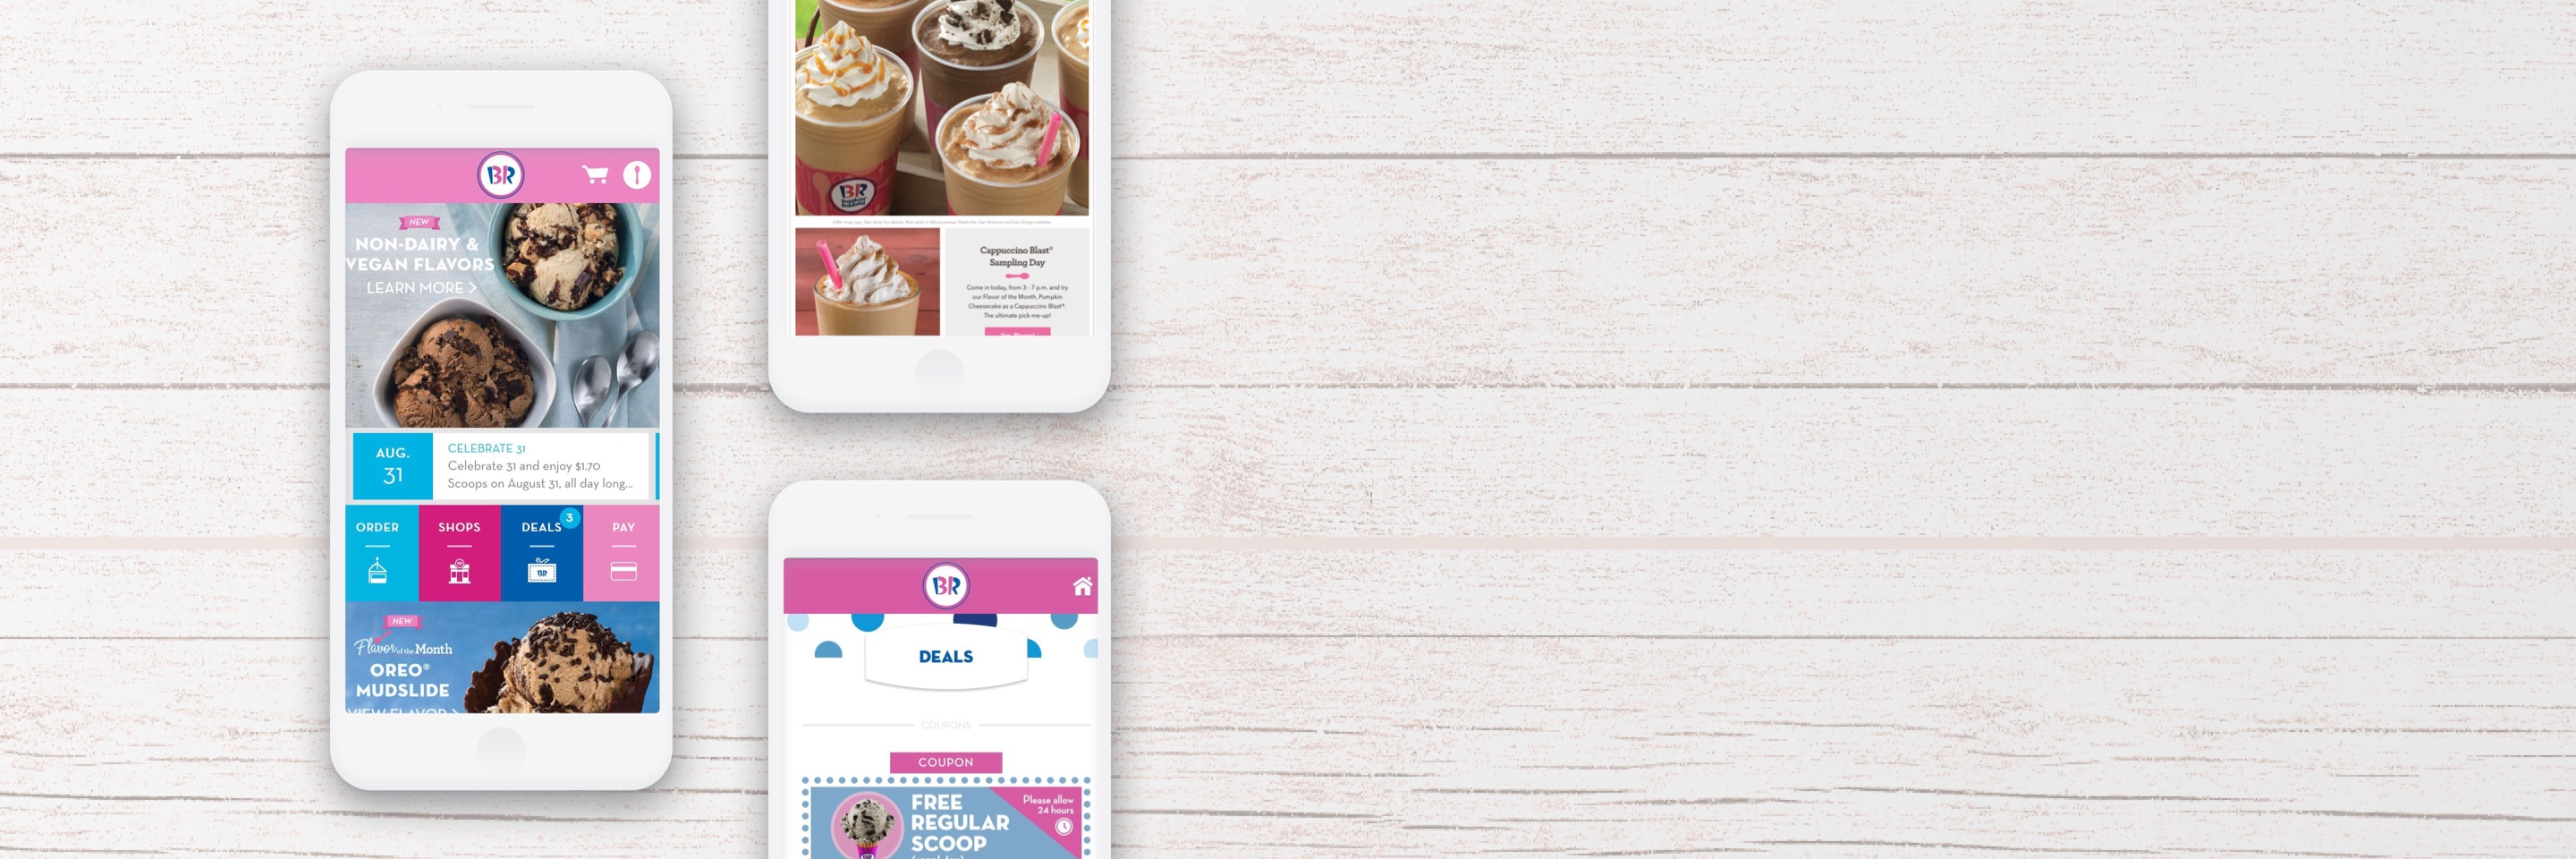 BR
NEW
NON-DAIRY &
VEGAN FLAVORS
LEARN MORE >
AUG.
31
CELEBRATE 31
Celebrate 31 and enjoy $1.70
Scoops on August 31, all day long...
ORDER
SHOPS
DEALS
3
PAY
BR
NEW
Flavor of the Month
OREO®
MUDSLIDE
VIEW FLAVOR >
BR
baskin robbins
Cappuccino Blast®
Sampling Day
Come in today, from 3 - 7 p.m. and try
our Flavor of the Month, Pumpkin
Cheesecake as a Cappuccino Blast®.
The ultimate pick-me-up!
BR
DEALS
COUPONS
COUPON
FREE
REGULAR
SCOOP
Please allow
24 hours